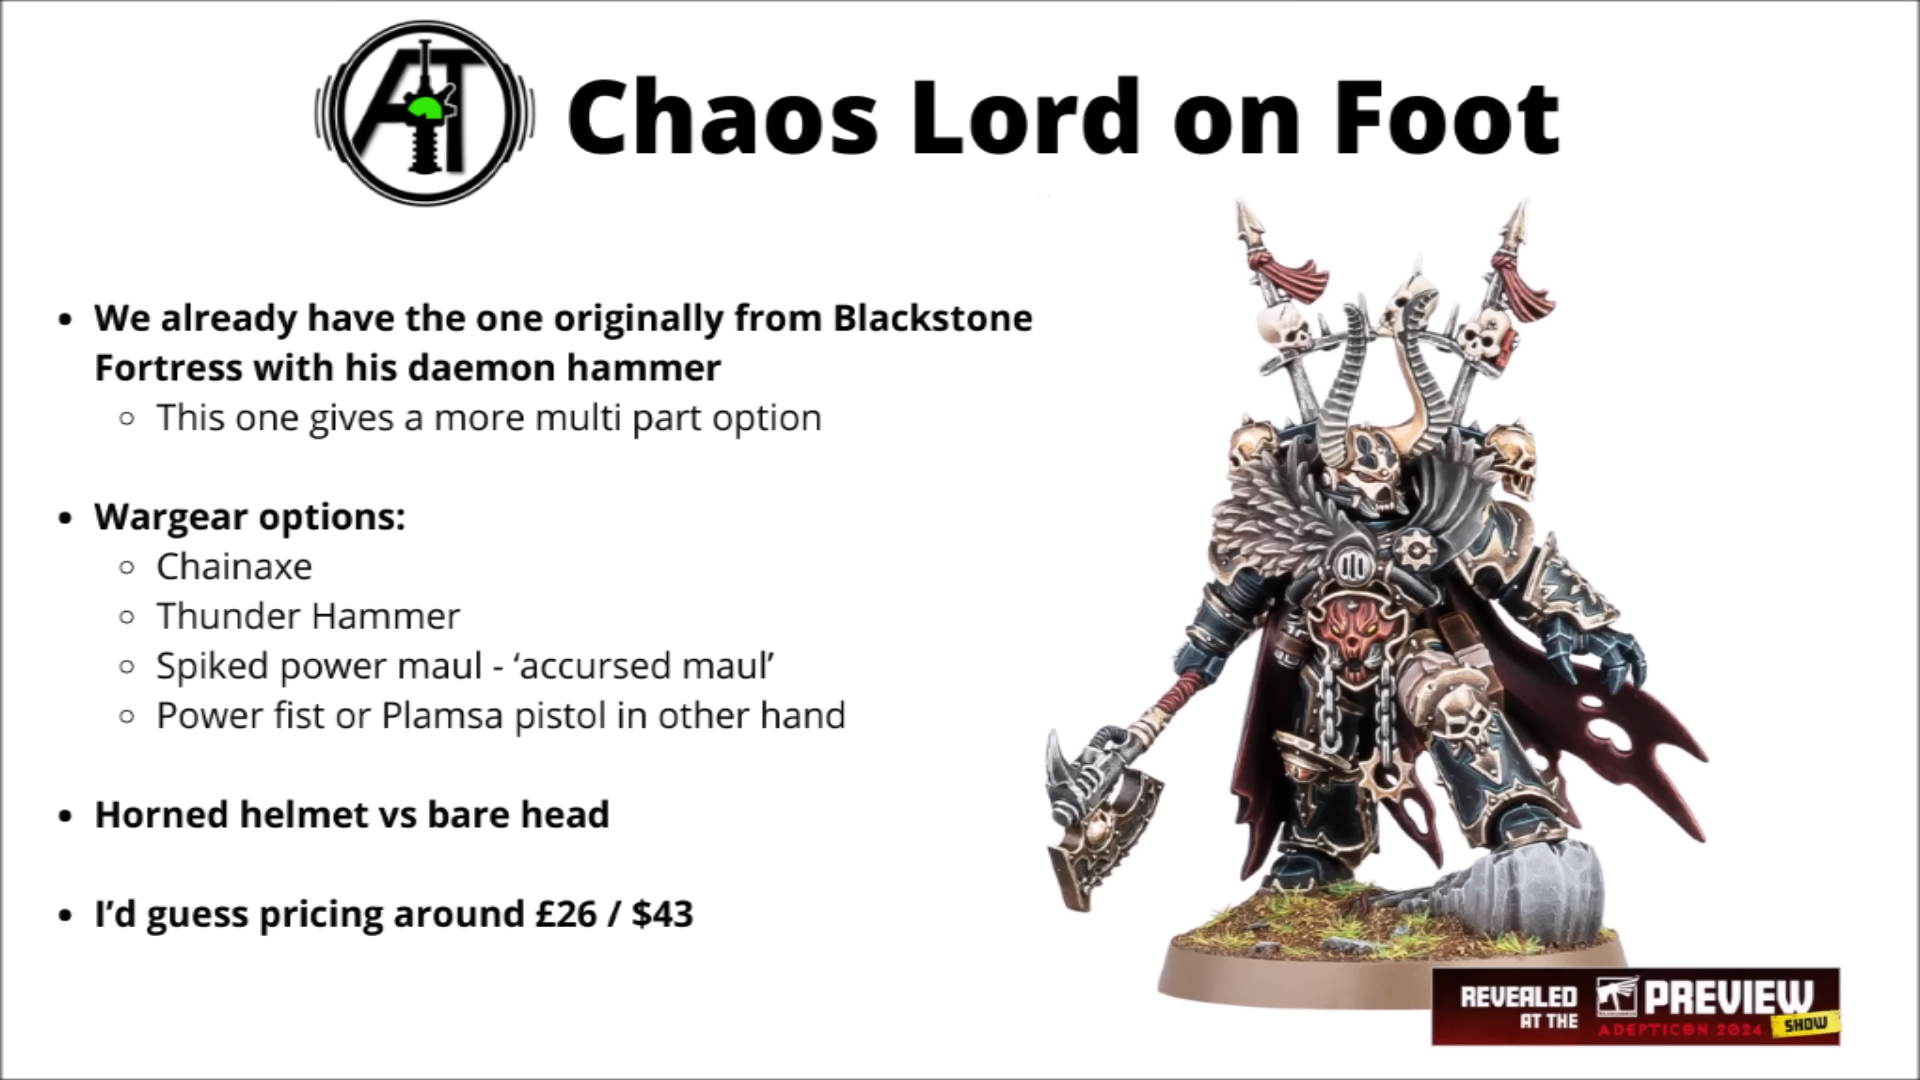 AT
Chaos Lord on Foot
• We already have the one originally from Blackstone
Fortress with his daemon hammer
○ This one gives a more multi part option
• Wargear options:
○ Chainaxe
○ Thunder Hammer
○ Spiked power maul - ‘accursed maul’
○ Power fist or Plamsa pistol in other hand
• Horned helmet vs bare head
• I’d guess pricing around £26 / $43
REVEALED
AT THE
PREVIEW
ADEPTICON 2024
SHOW